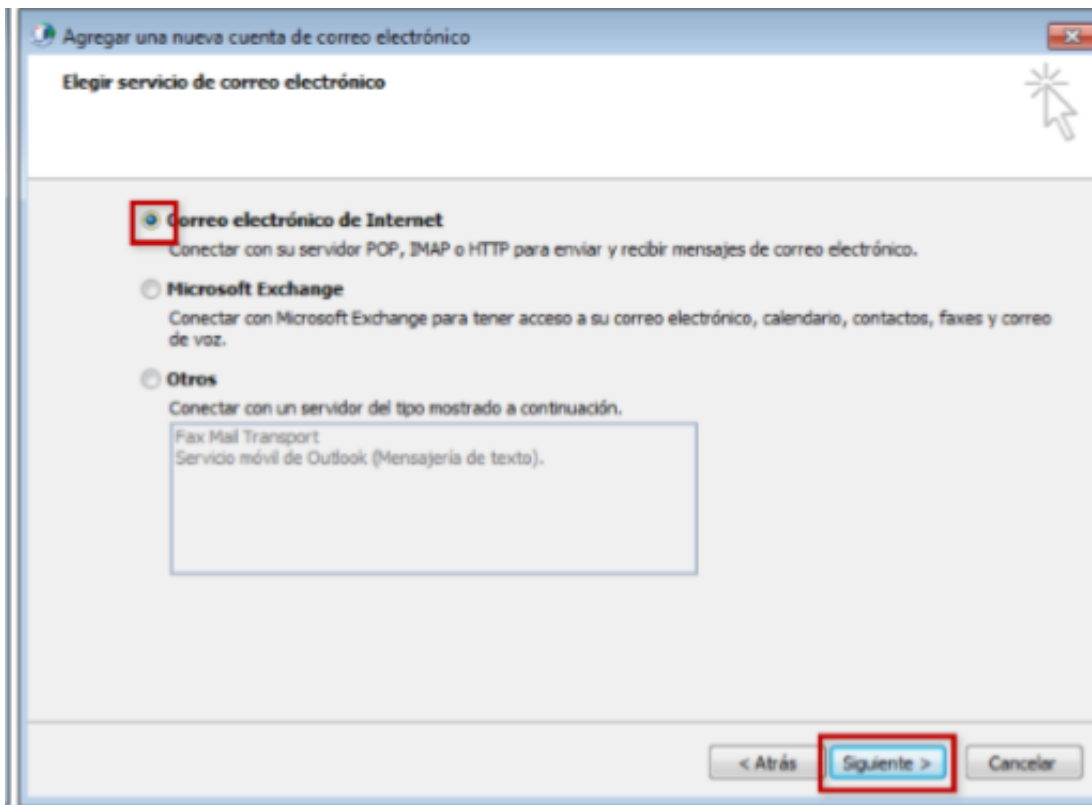 Agregar una nueva cuenta de correo electrónico
Elegir servicio de correo electrónico
Correo electrónico de Internet
Conectar con su servidor POP, IMAP o HTTP para enviar y recibir mensajes de correo electrónico.
Microsoft Exchange
Conectar con Microsoft Exchange para tener acceso a su correo electrónico, calendario, contactos, faxes y correo
de voz.
Otros
Conectar con un servidor del tipo mostrado a continuación.
Fax Mail Transport
Servicio móvil de Outlook (Mensajería de texto).
< Atrás Siguiente > Cancelar